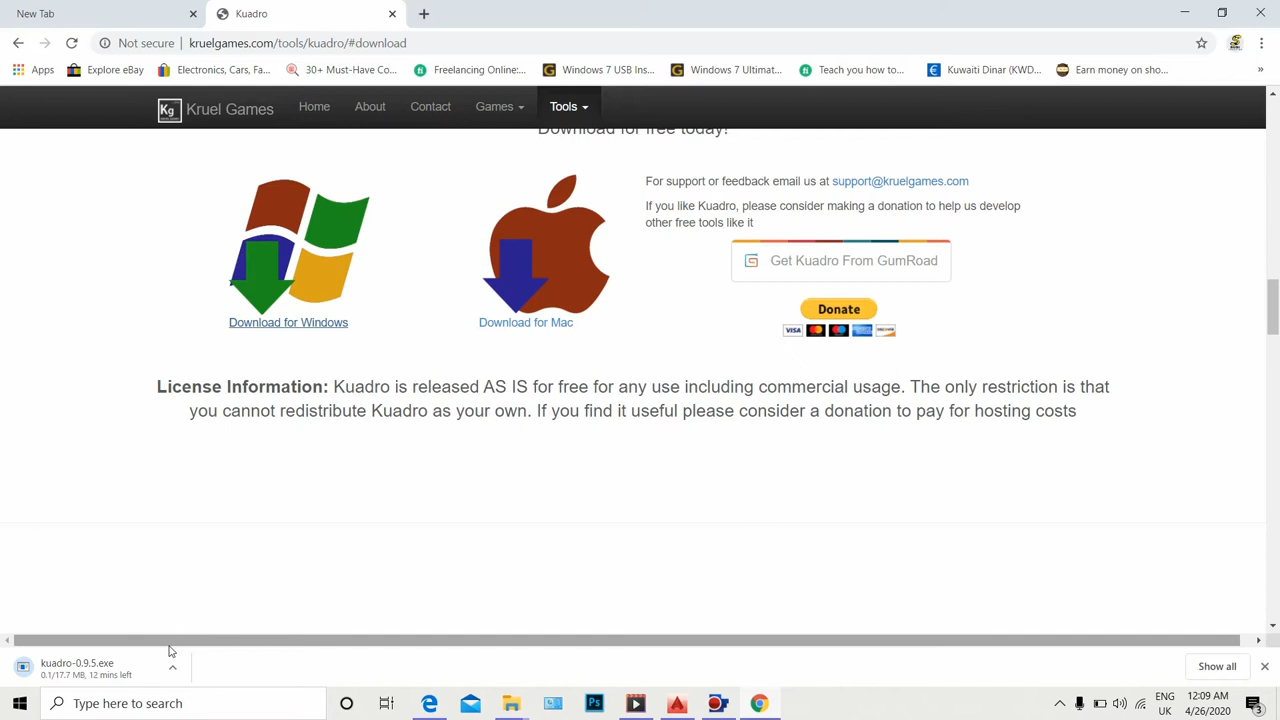 New Tab
Kuadro
Not secure
kruelgames.com/tools/kuadro/#download
Apps
Explore eBay
Electronics, Cars, Fa...
30+ Must-Have Co...
Freelancing Online:...
Windows 7 USB Ins...
Windows 7 Ultimat...
Teach you how to...
Kuwaiti Dinar (KWD...
Earn money on sho...
»
Kg
Kruel Games
Home
About
Contact
Games
Tools
Download for free today!
For support or feedback email us at support@kruelgames.com
If you like Kuadro, please consider making a donation to help us develop
other free tools like it
Get Kuadro From GumRoad
Donate
VISA
Download for Windows
Download for Mac
License Information: Kuadro is released AS IS for free for any use including commercial usage. The only restriction is that
you cannot redistribute Kuadro as your own. If you find it useful please consider a donation to pay for hosting costs
kuadro-0.9.5.exe
0.1/17.7 MB, 12 mins left
Show all
Type here to search
Ps
ENG
UK
12:09 AM
4/26/2020
3